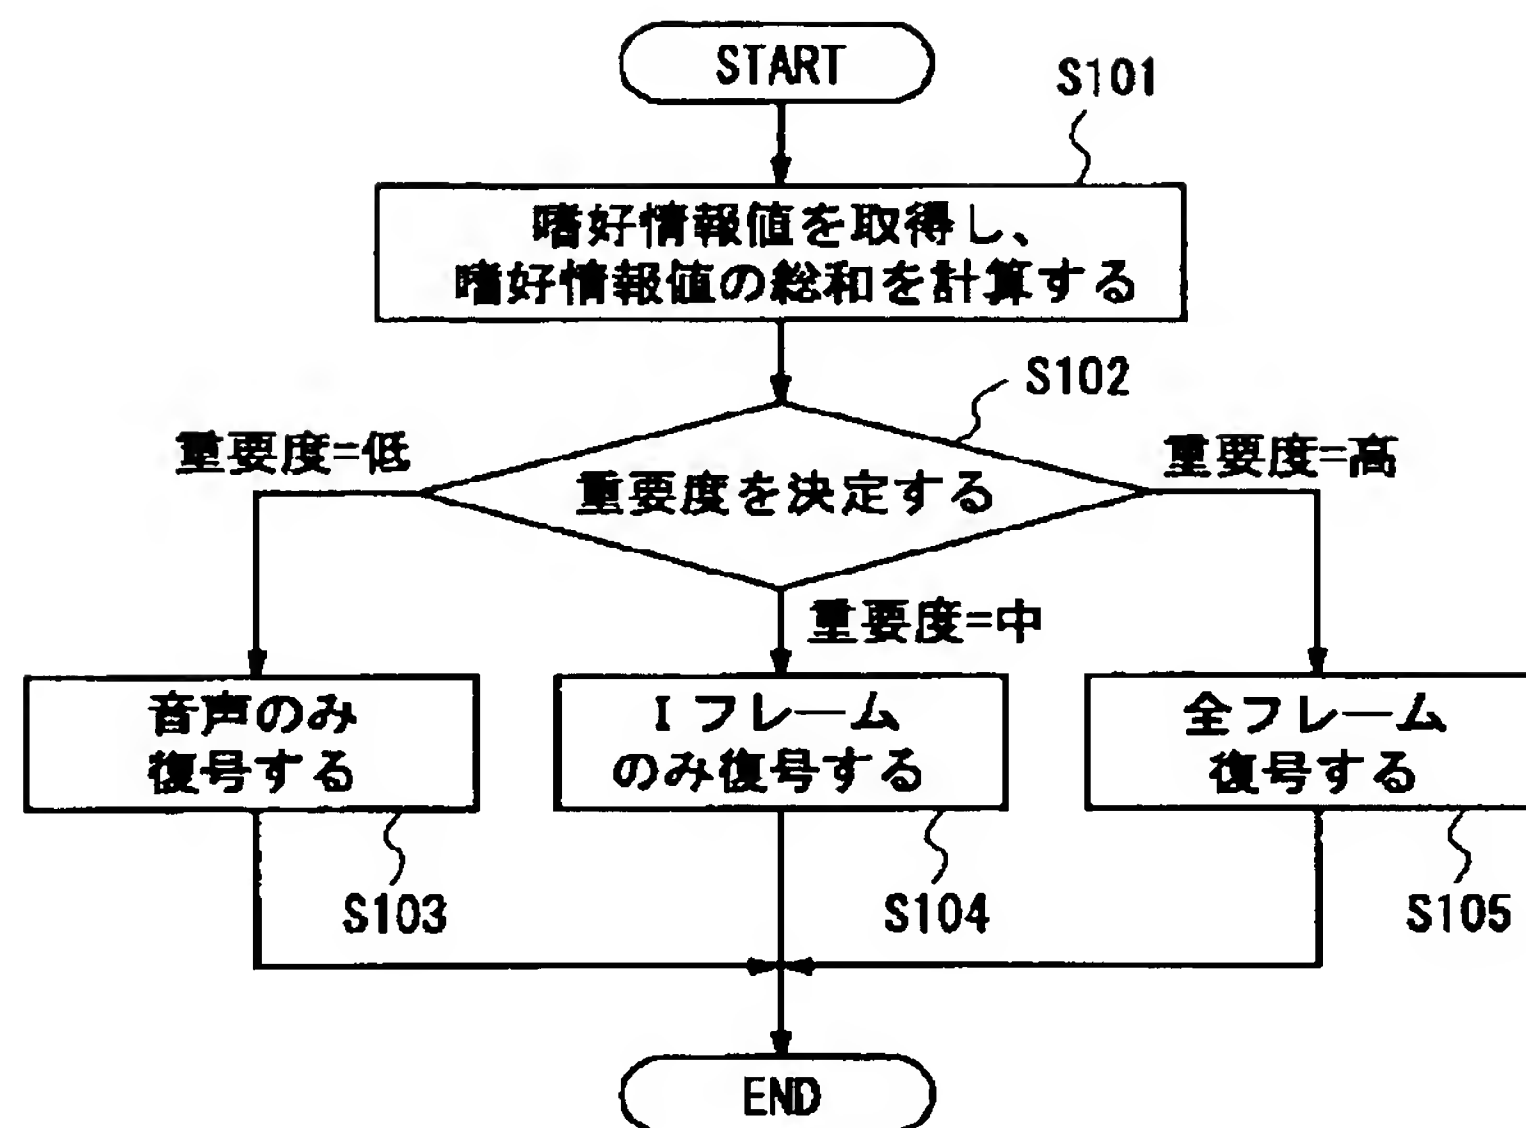 START
S101
嗜好情報値を取得し、
嗜好情報値の総和を計算する
S102
重要度=低
重要度を決定する
重要度=高
重要度=中
音声のみ
復号する
Iフレーム
のみ復号する
全フレーム
復号する
S103
S104
S105
END